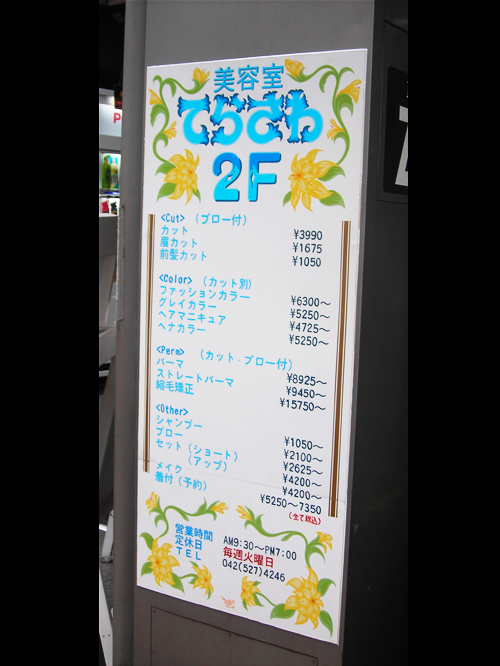 美容室
てらさわ
2F
<Cut> (ブロー付)
カット ¥3990
眉カット ¥1675
前髪カット ¥1050
<Color> (カット別)
ファッションカラー ¥6300～
グレイカラー ¥5250～
ヘアマニキュア ¥4725～
ヘナカラー ¥5250～
<Perm> (カット・ブロー付)
パーマ ¥8925～
ストレートパーマ ¥9450～
縮毛矯正 ¥15750～
<Other>
シャンプー ¥1050～
ブロー ¥2100～
セット (ショート) ¥2625～
(アップ) ¥4200～
メイク ¥4200～
着付 (予約) ¥5250～7350
(全て税込)
営業時間 AM9:30～PM7:00
定休日 毎週火曜日
TEL 042(527)4246
P